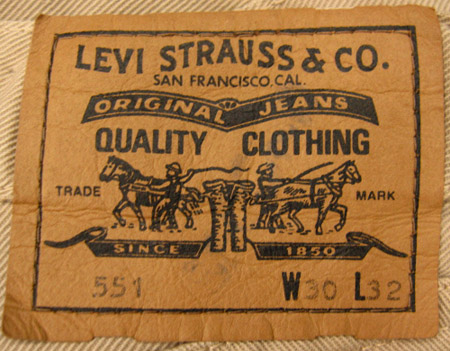 LEVI STRAUSS & CO.
SAN FRANCISCO, CAL.
ORIGINAL JEANS
QUALITY CLOTHING
TRADE MARK
SINCE 1850
551 W30 L32